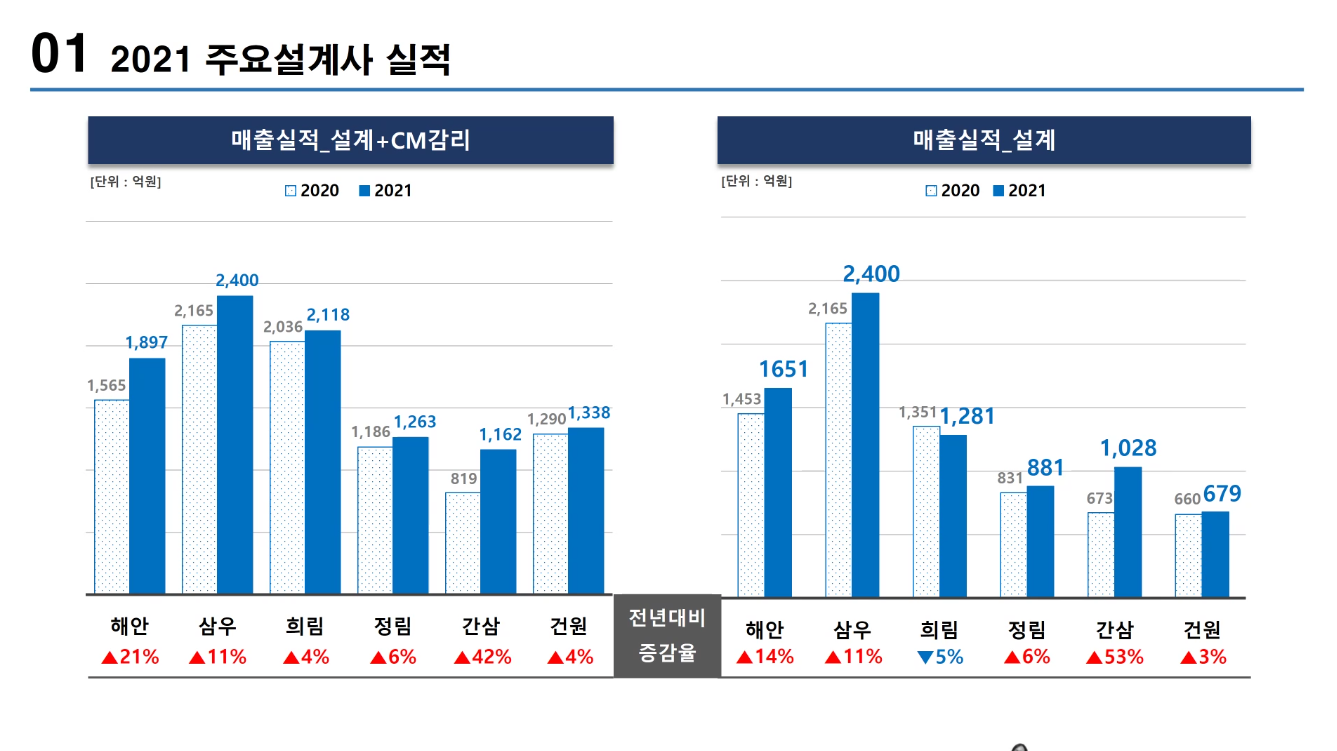 01 2021 주요설계사 실적
매출실적_설계+CM감리
[단위 : 억원]
2020 2021
1,565 1,897 2,165 2,400 2,036 2,118 1,186 1,263 819 1,162 1,290 1,338
해안 삼우 희림 정림 간삼 건원
▲21% ▲11% ▲4% ▲6% ▲42% ▲4%
전년대비
증감율
매출실적_설계
[단위 : 억원]
2020 2021
1,453 1651 2,165 2,400 1,351 1,281 831 881 673 1,028 660 679
해안 삼우 희림 정림 간삼 건원
▲14% ▲11% ▼5% ▲6% ▲53% ▲3%